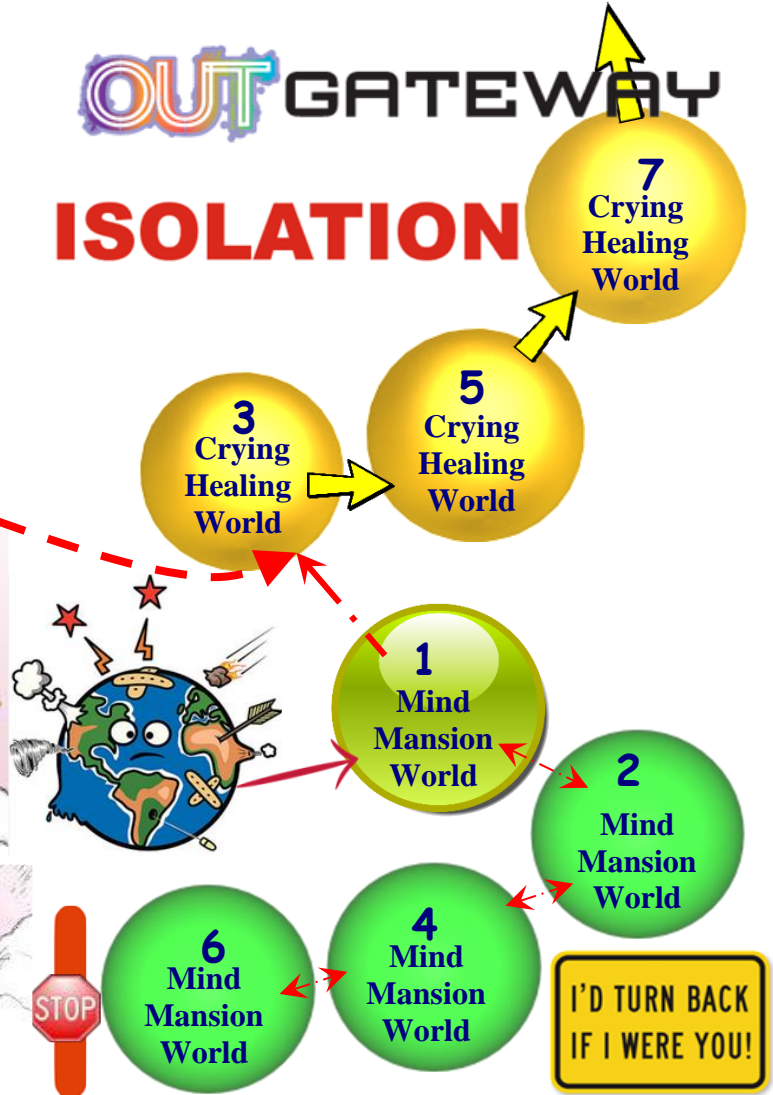 OUT GATEWAY
ISOLATION
7
Crying
Healing
World
5
Crying
Healing
World
3
Crying
Healing
World
1
Mind
Mansion
World
2
Mind
Mansion
World
4
Mind
Mansion
World
6
Mind
Mansion
World
STOP
I'D TURN BACK
IF I WERE YOU!